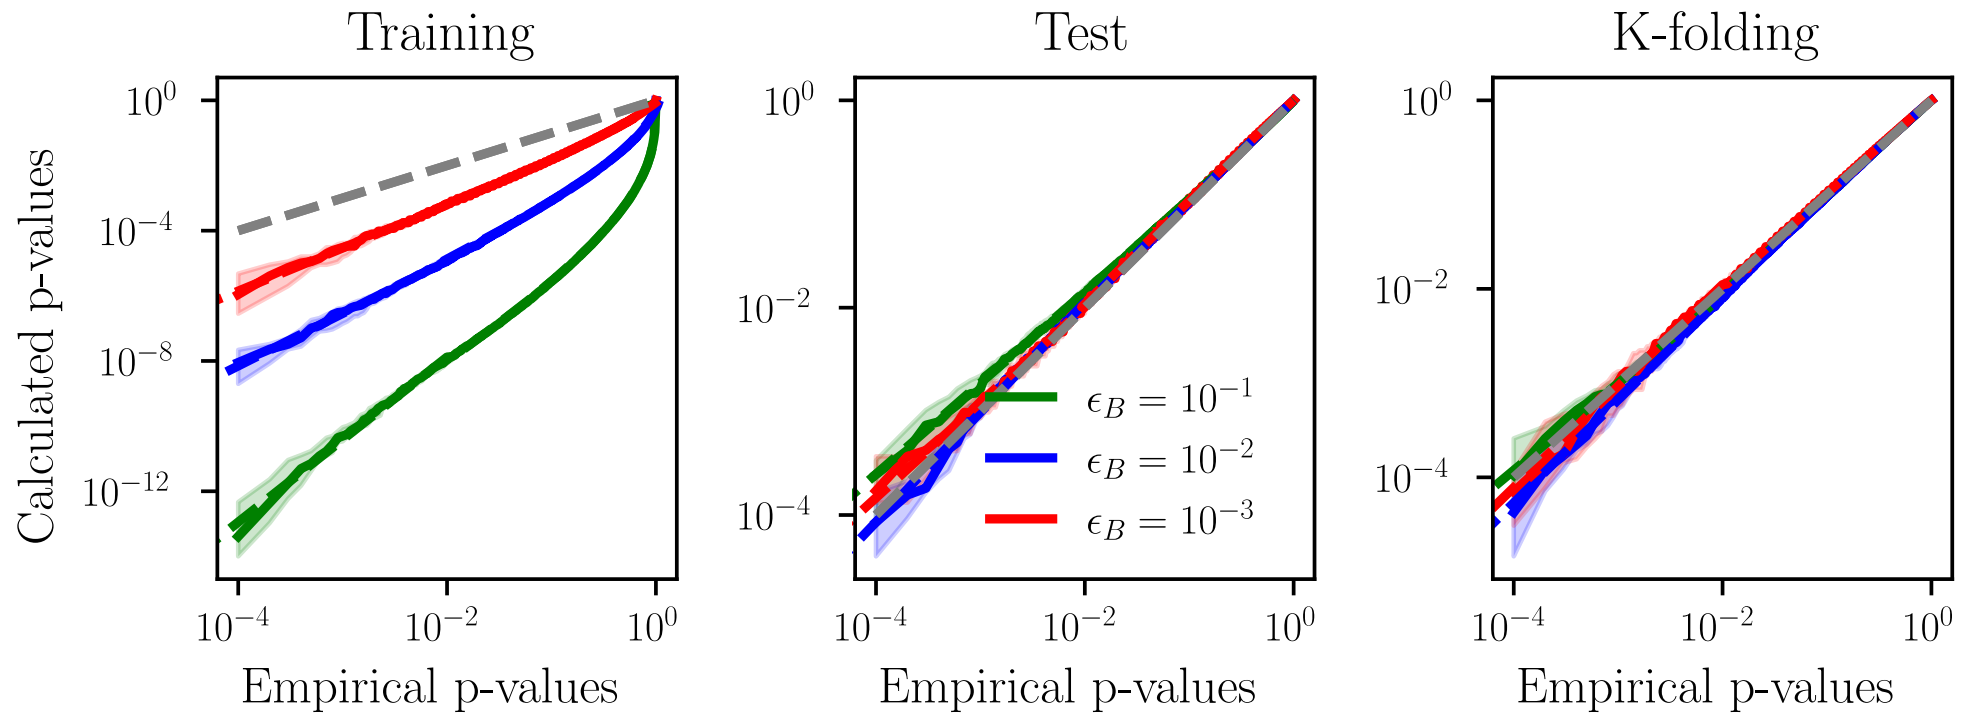 Training
Test
K-folding
Calculated p-values
10^0
10^-4
10^-8
10^-12
10^-4
10^-2
10^0
Empirical p-values
10^0
10^-2
10^-4
ϵ_B = 10^-1
ϵ_B = 10^-2
ϵ_B = 10^-3
10^-4
10^-2
10^0
Empirical p-values
10^0
10^-2
10^-4
10^-4
10^-2
10^0
Empirical p-values